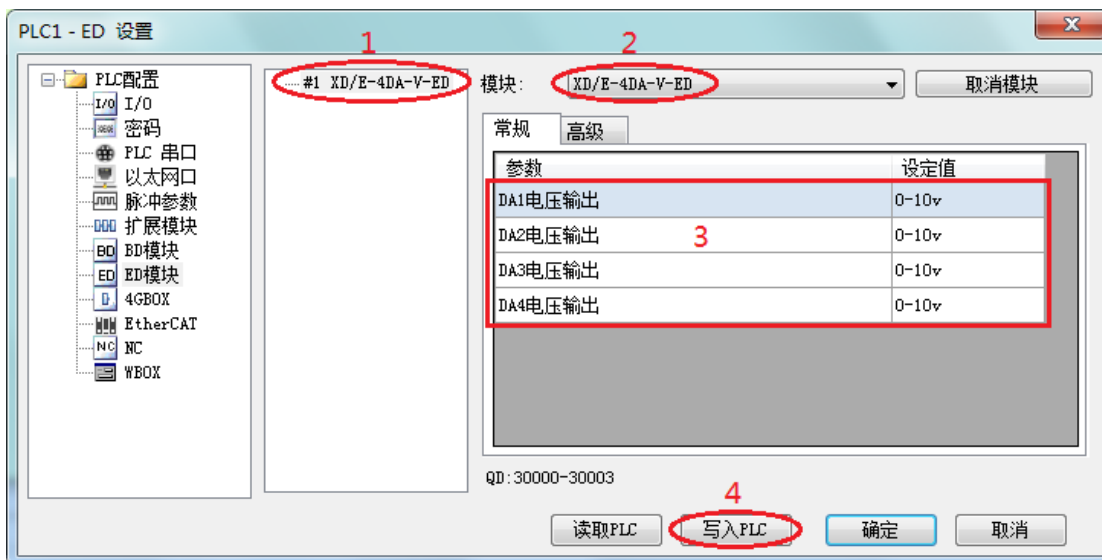 PLC1 - ED 设置
x
1
2
PLC配置
I/O I/O
密码
PLC 串口
以太网口
脉冲参数
扩展模块
BD BD模块
ED ED模块
4GBOX
EtherCAT
NC NC
WBOX
#1 XD/E-4DA-V-ED
模块: XD/E-4DA-V-ED 取消模块
常规 高级
参数 设定值
DA1电压输出 0-10v
DA2电压输出 3 0-10v
DA3电压输出 0-10v
DA4电压输出 0-10v
QD:30000-30003
4
读取PLC 写入PLC 确定 取消